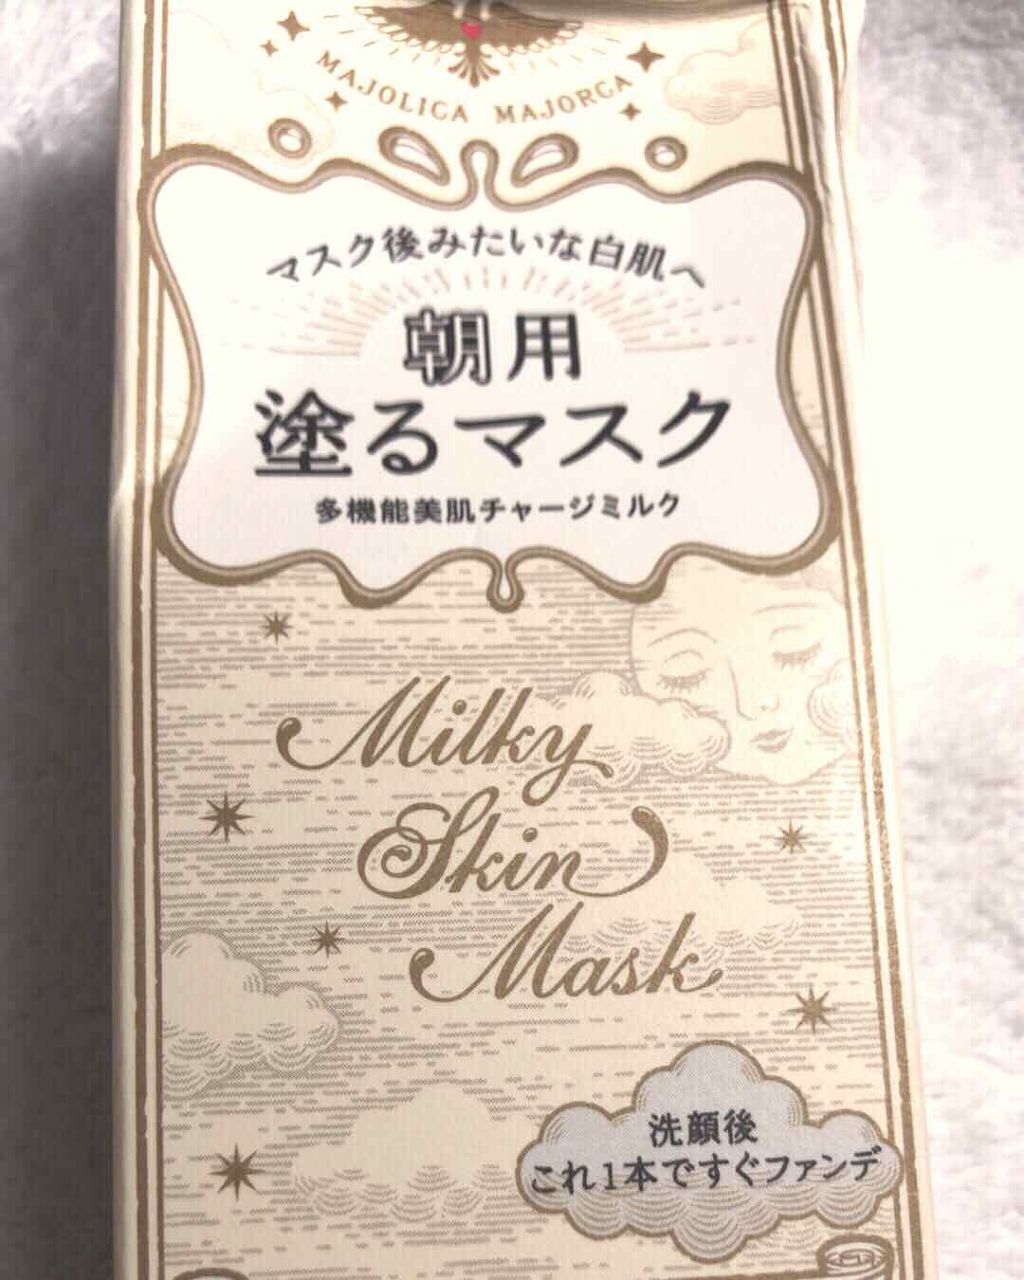 MAJOLICA MAJORCA
マスク後みたいな白肌へ
朝用
塗るマスク
多機能美肌チャージミルク
Milky
Skin
Mask
洗顔後
これ1本ですぐファンデ